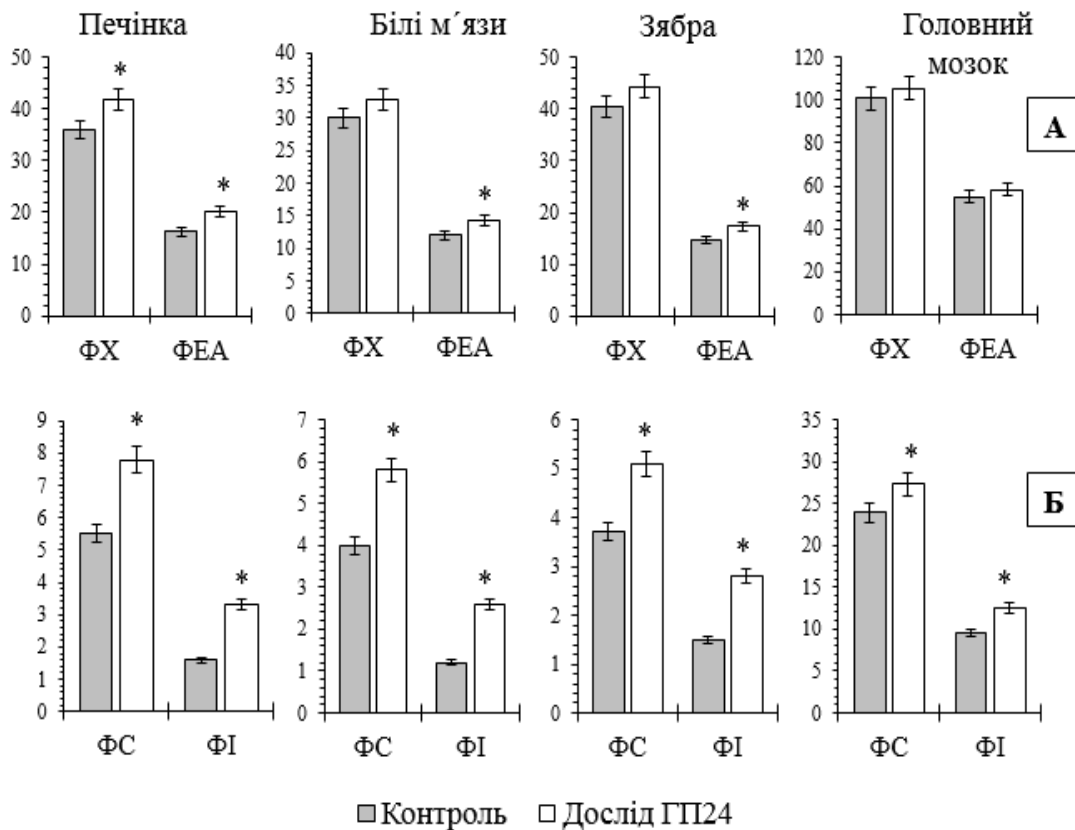 Печінка
Білі м´язи
Зябра
Головний
мозок
50
40
30
20
10
0
*
*
ФХ
ФЕА
40
35
30
25
20
15
10
5
0
*
ФХ
ФЕА
50
40
30
20
10
0
*
ФХ
ФЕА
120
100
80
60
40
20
0
ФХ
ФЕА
А
9
8
7
6
5
4
3
2
1
0
*
*
ФС
ФІ
7
6
5
4
3
2
1
0
*
*
ФС
ФІ
6
5
4
3
2
1
0
*
*
ФС
ФІ
35
30
25
20
15
10
5
0
*
*
ФС
ФІ
Б
Контроль
Дослід ГП24